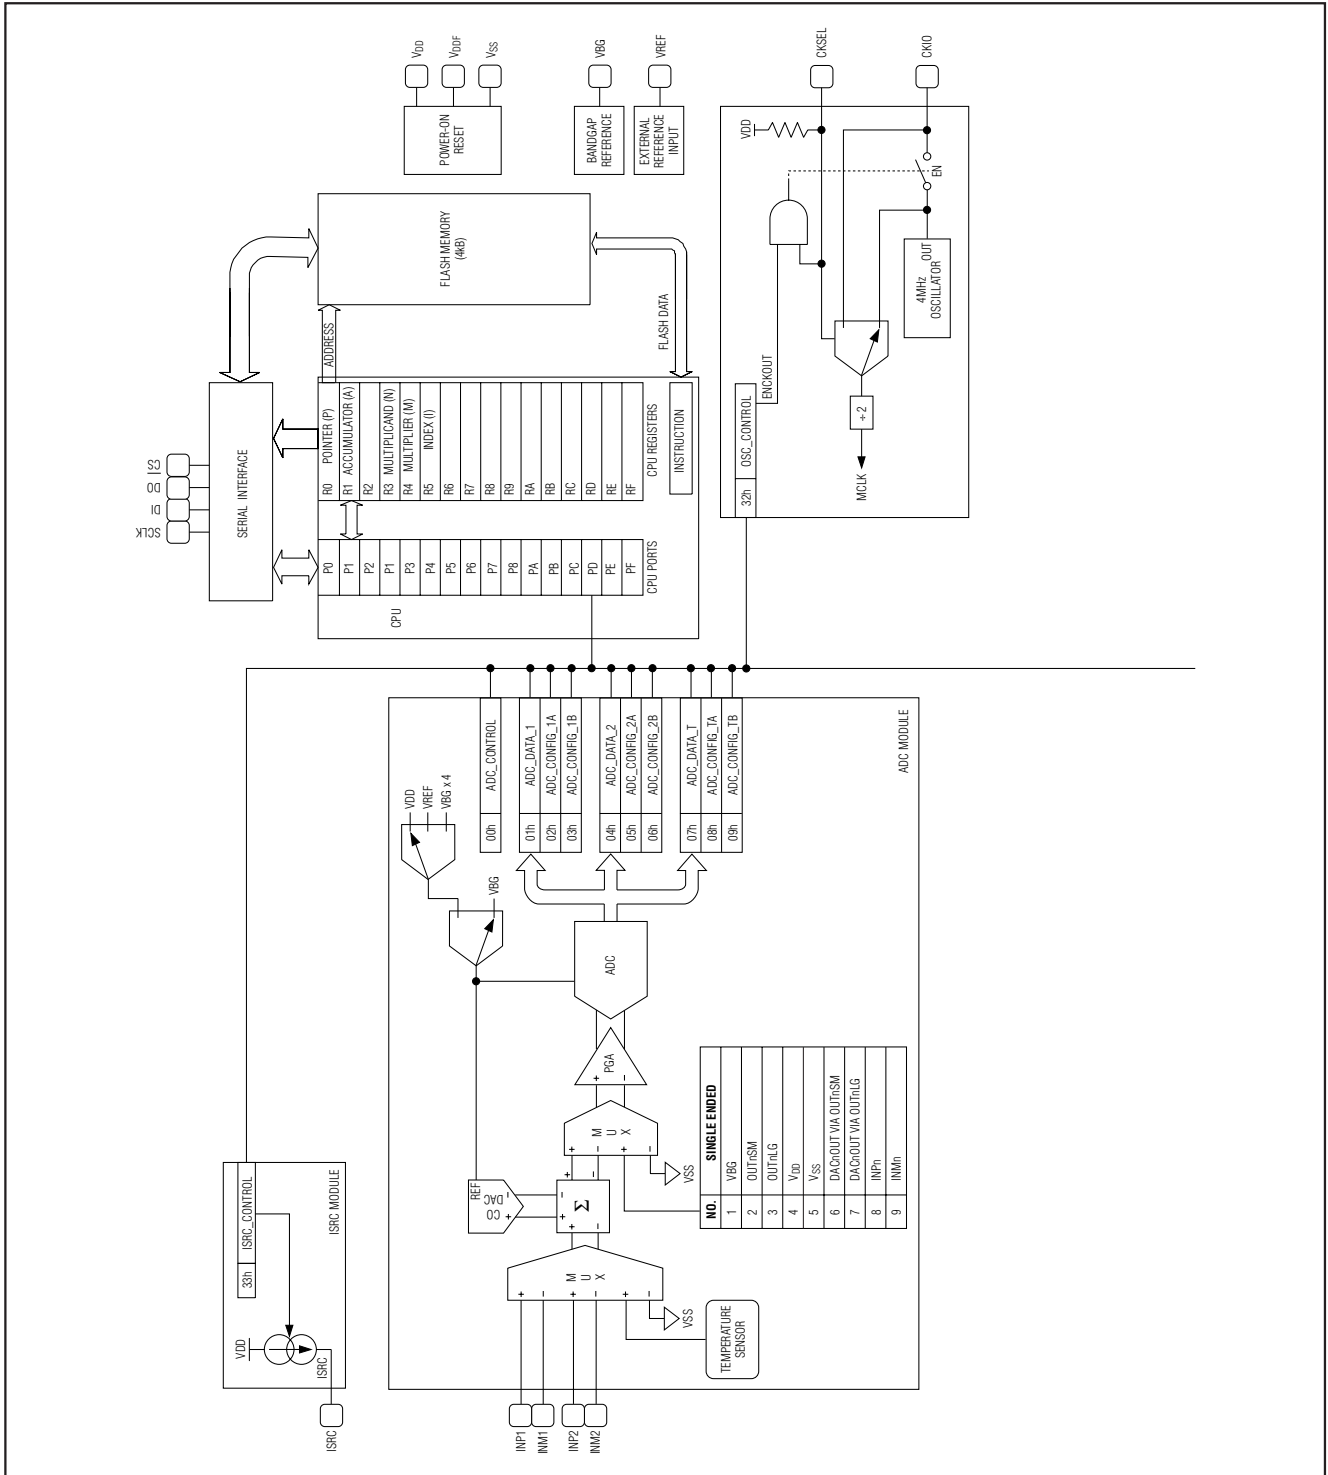 VDD
VDDF
VSS
POWER-ON
RESET
VBG
BANDGAP
REFERENCE
VREF
EXTERNAL
REFERENCE
INPUT
CKSEL
CKIO
VDD
EN
4MHz
OSCILLATOR
OUT
ENCKOUT
32h
OSC_CONTROL
÷ 2
MCLK
FLASH MEMORY
(4kB)
ADDRESS
FLASH DATA
SCLK
DI
DO
CS
SERIAL INTERFACE
R0 POINTER (P)
R1 ACCUMULATOR (A)
R2
R3 MULTIPLICAND (N)
R4 MULTIPLIER (M)
R5 INDEX (I)
R6
R7
R8
R9
RA
RB
RC
RD
RE
RF
CPU REGISTERS
INSTRUCTION
P0
P1
P2
P1
P3
P4
P5
P6
P7
P8
PA
PB
PC
PD
PE
PF
CPU PORTS
CPU
00h ADC_CONTROL
01h ADC_DATA_1
02h ADC_CONFIG_1A
03h ADC_CONFIG_1B
04h ADC_DATA_2
05h ADC_CONFIG_2A
06h ADC_CONFIG_2B
07h ADC_DATA_T
08h ADC_CONFIG_TA
09h ADC_CONFIG_TB
ADC MODULE
VDD
VREF
VBG x 4
VBG
ADC
PGA
+
−
M
U
X
+
−
+
−
VSS
REF
CO
DAC
+
−
+
−
Σ
+
−
+
−
M
U
X
+
−
+
−
+
−
VSS
TEMPERATURE
SENSOR
NO. SINGLE ENDED
1 VBG
2 OUTnSM
3 OUTnLG
4 VDD
5 VSS
6 DACnOUT VIA OUTnSM
7 DACnOUT VIA OUTnLG
8 INPn
9 INMn
INP1
INM1
INP2
INM2
33h ISRC_CONTROL
ISRC MODULE
VDD
ISRC
ISRC